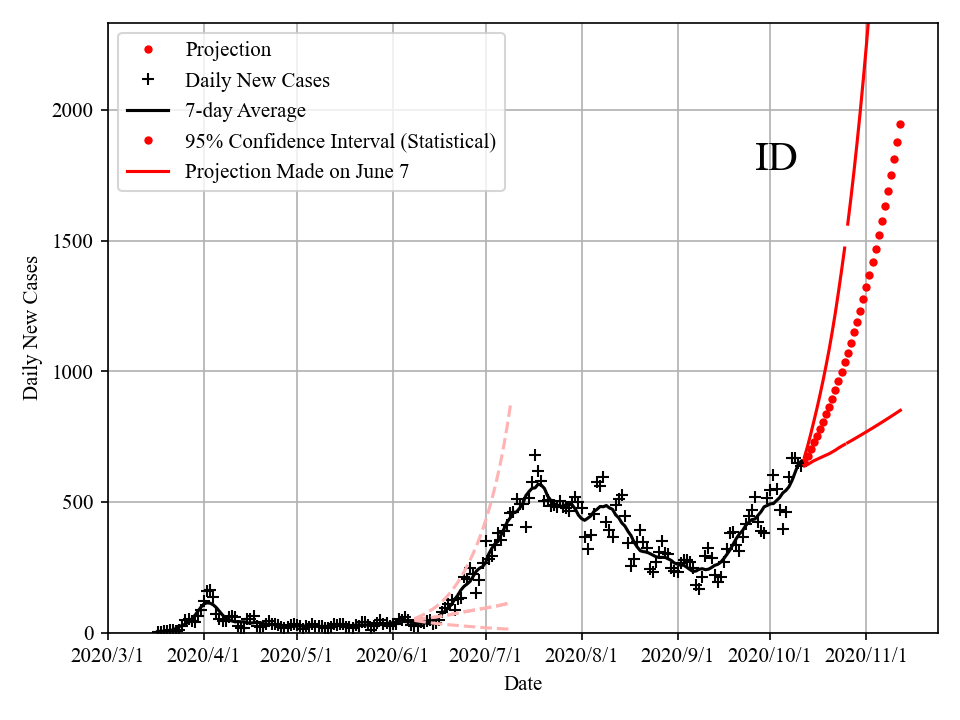 Projection
Daily New Cases
7-day Average
95% Confidence Interval (Statistical)
Projection Made on June 7
ID
Daily New Cases
2000
1500
1000
500
0
2020/3/1 2020/4/1 2020/5/1 2020/6/1 2020/7/1 2020/8/1 2020/9/1 2020/10/1 2020/11/1
Date